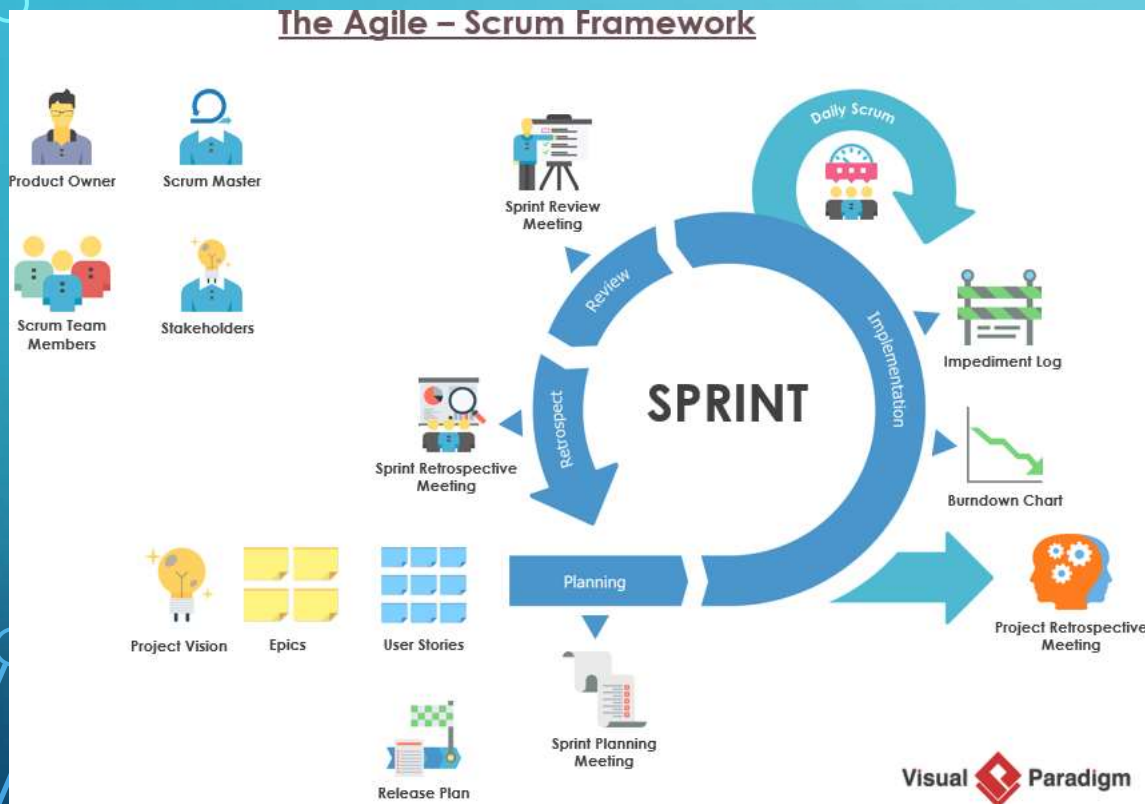 The Agile – Scrum Framework
Product Owner
Scrum Master
Scrum Team
Members
Stakeholders
Sprint Review
Meeting
Daily Scrum
Review
Implementation
Impediment Log
SPRINT
Retrospect
Sprint Retrospective
Meeting
Burndown Chart
Project Vision
Epics
User Stories
Planning
Project Retrospective
Meeting
Sprint Planning
Meeting
Release Plan
Visual Paradigm